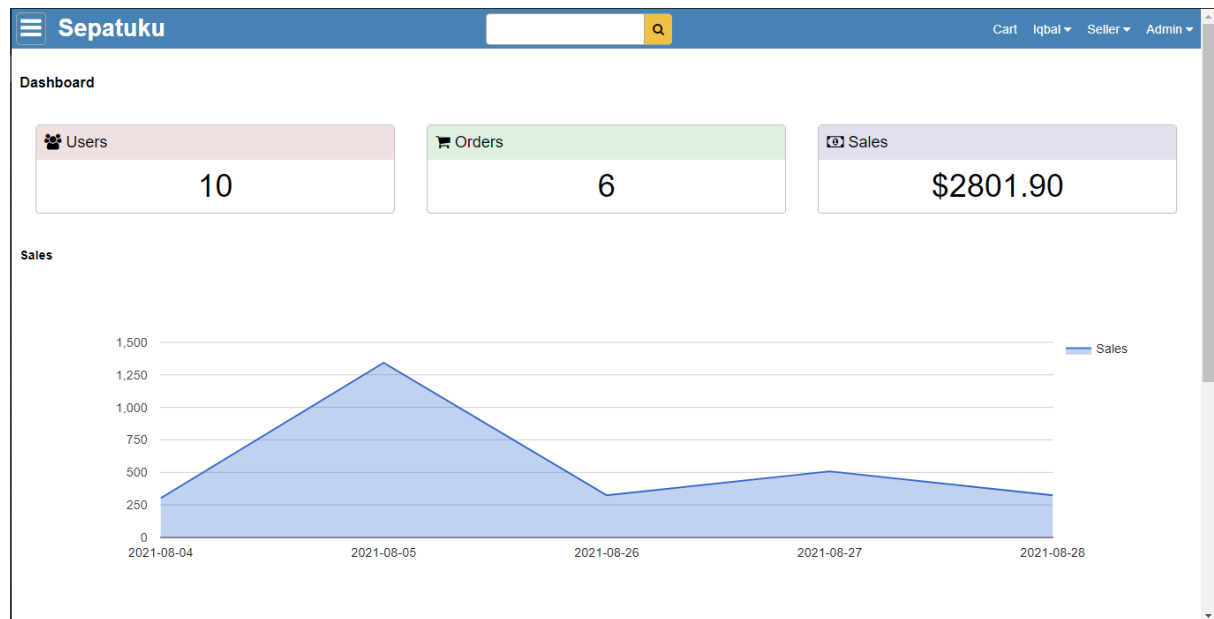 Sepatuku Cart Iqbal Seller Admin
Dashboard
Users Orders Sales
10 6 $2801.90
Sales
1,500
Sales
1,250
1,000
750
500
250
0
2021-08-04 2021-08-05 2021-08-26 2021-08-27 2021-08-28